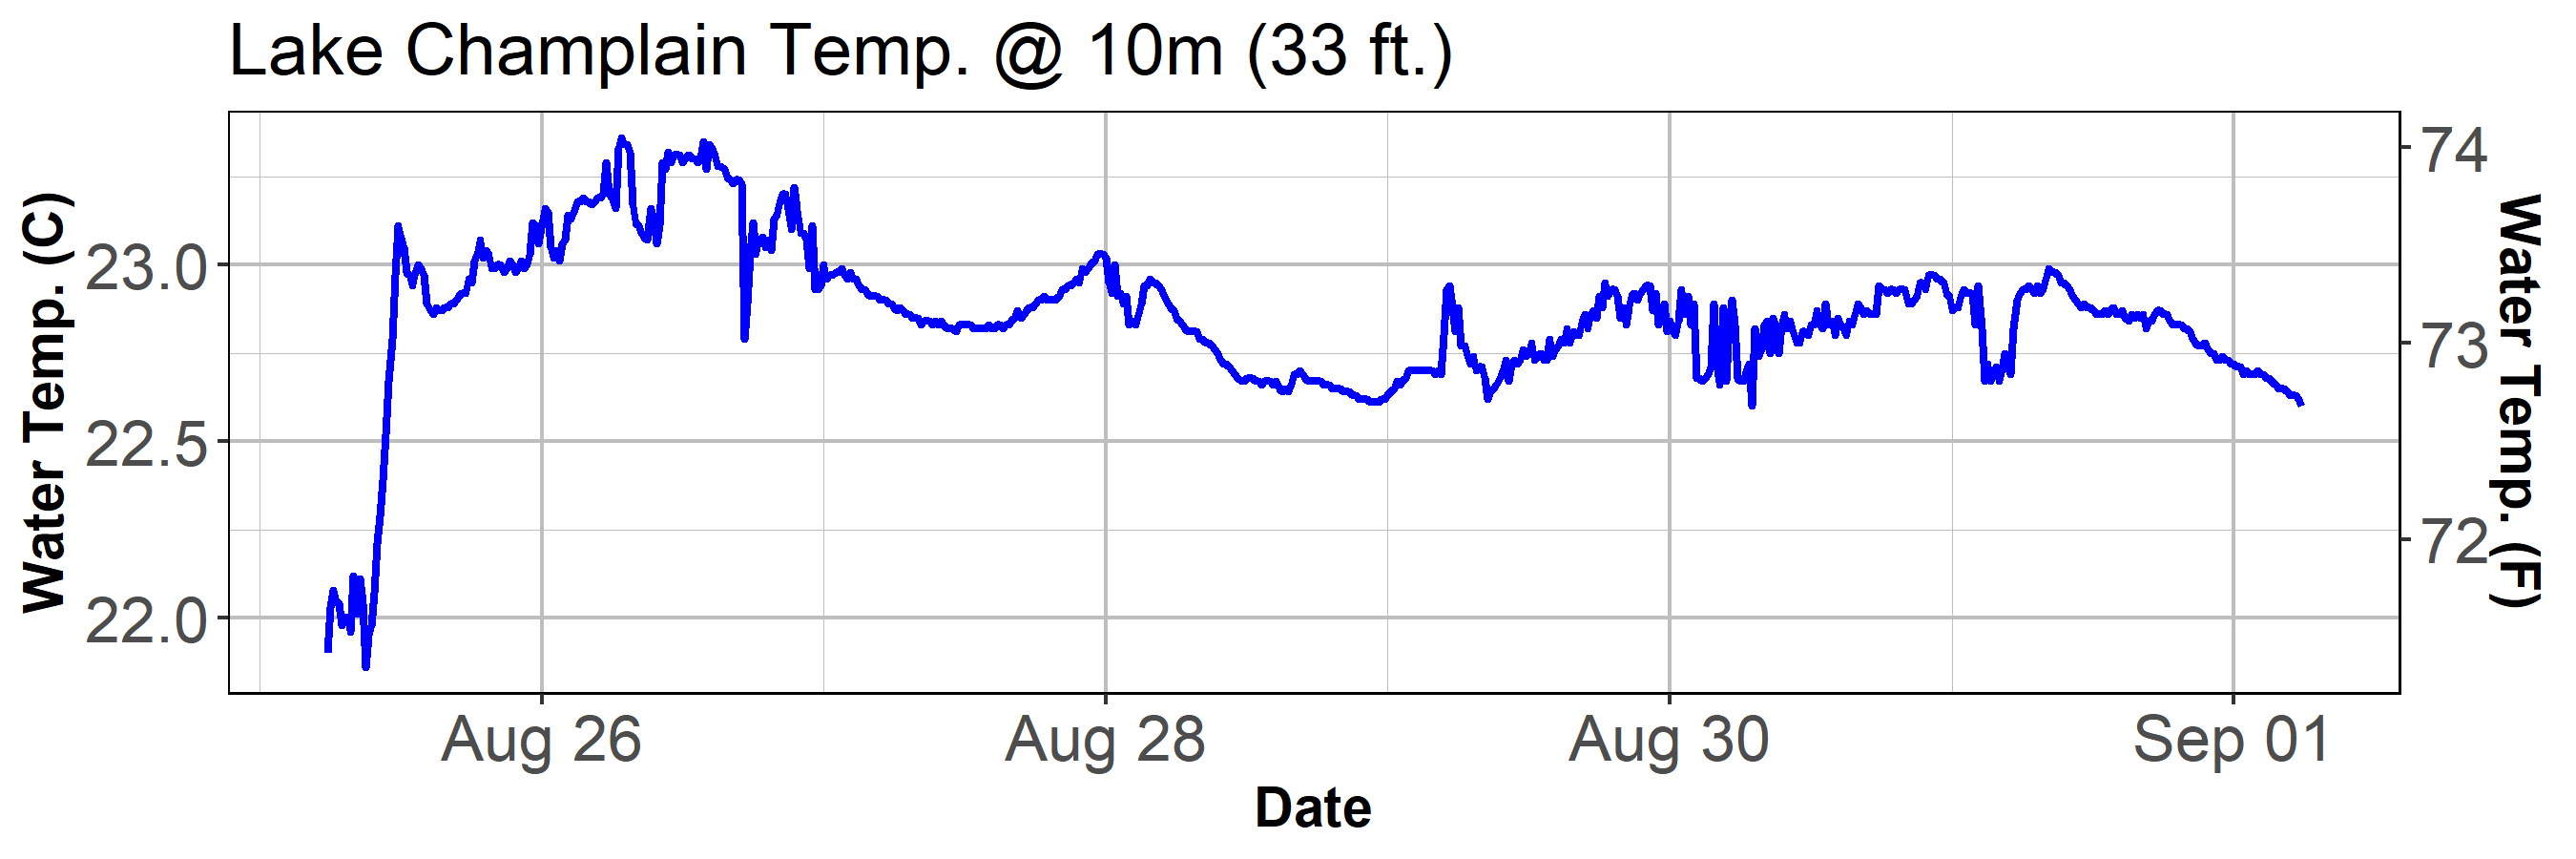 Lake Champlain Temp. @ 10m (33 ft.)
Water Temp. (C)
23.0
22.5
22.0
74
73
72
Water Temp. (F)
Aug 26
Aug 28
Aug 30
Sep 01
Date